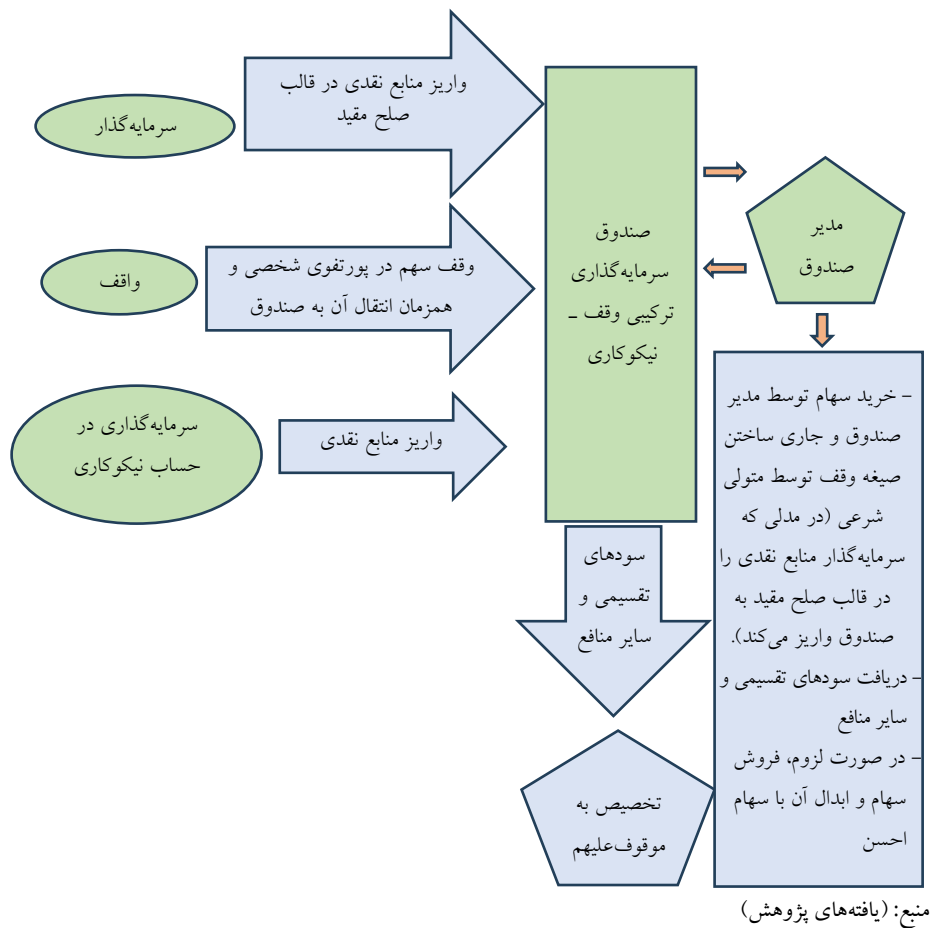 سرمایه‌گذار
واریز منابع نقدی در قالب
صلح مقید
واقف
وقف سهم در پورتفوی شخصی و
همزمان انتقال آن به صندوق
سرمایه‌گذاری در
حساب نیکوکاری
واریز منابع نقدی
صندوق
سرمایه‌گذاری
ترکیبی وقف –
نیکوکاری
مدیر
صندوق
- خرید سهام توسط مدیر
صندوق و جاری ساختن
صیغه وقف توسط متولی
شرعی (در مدلی که
سرمایه‌گذار منابع نقدی را
در قالب صلح مقید به
صندوق واریز می‌کند).
- دریافت سودهای تقسیمی و
سایر منافع
- در صورت لزوم، فروش
سهام و ابدال آن با سهام
احسن
سودهای
تقسیمی و
سایر منافع
تخصیص به
موقوف‌علیهم
منبع: (یافته‌های پژوهش)